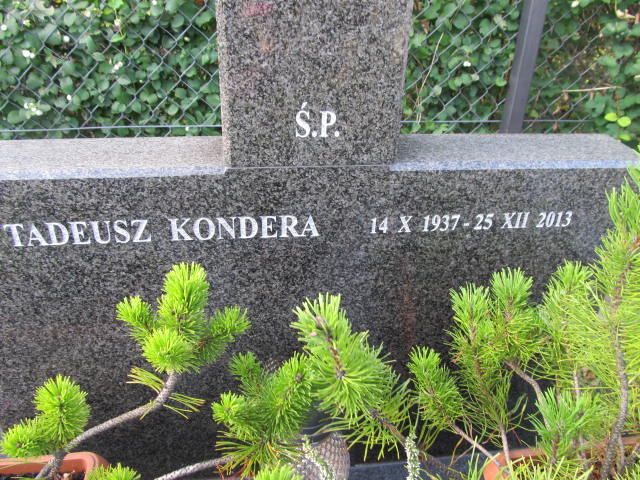 Ś.P.
TADEUSZ KONDERA 14 X 1937 - 25 XII 2013